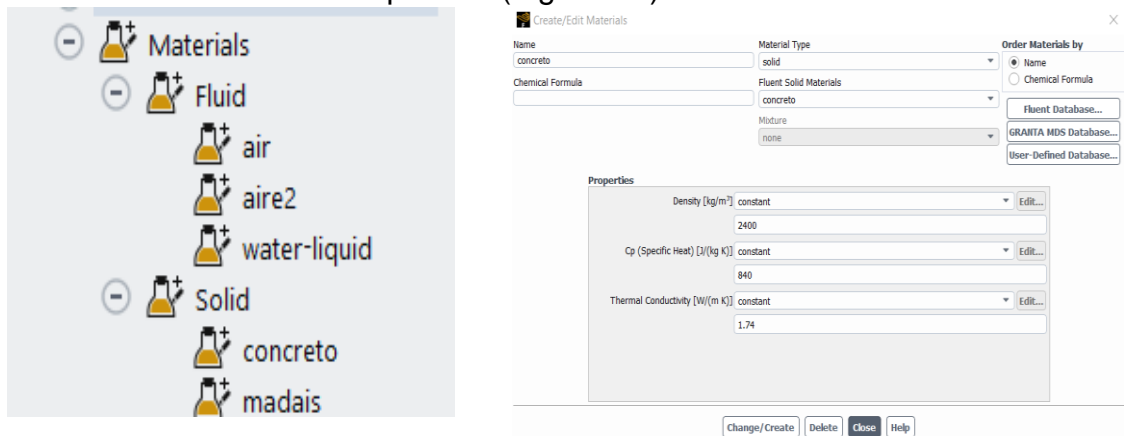 Materials
Fluid
air
aire2
water-liquid
Solid
concreto
madais
Create/Edit Materials
Name
concreto
Chemical Formula
Material Type
solid
Fluent Solid Materials
concreto
Mixture
none
Order Materials by
Name
Chemical Formula
Fluent Database...
GRANTA MDS Database...
User-Defined Database...
Properties
Density [kg/m³] constant Edit...
2400
Cp (Specific Heat) [J/(kg K)] constant Edit...
840
Thermal Conductivity [W/(m K)] constant Edit...
1.74
Change/Create Delete Close Help